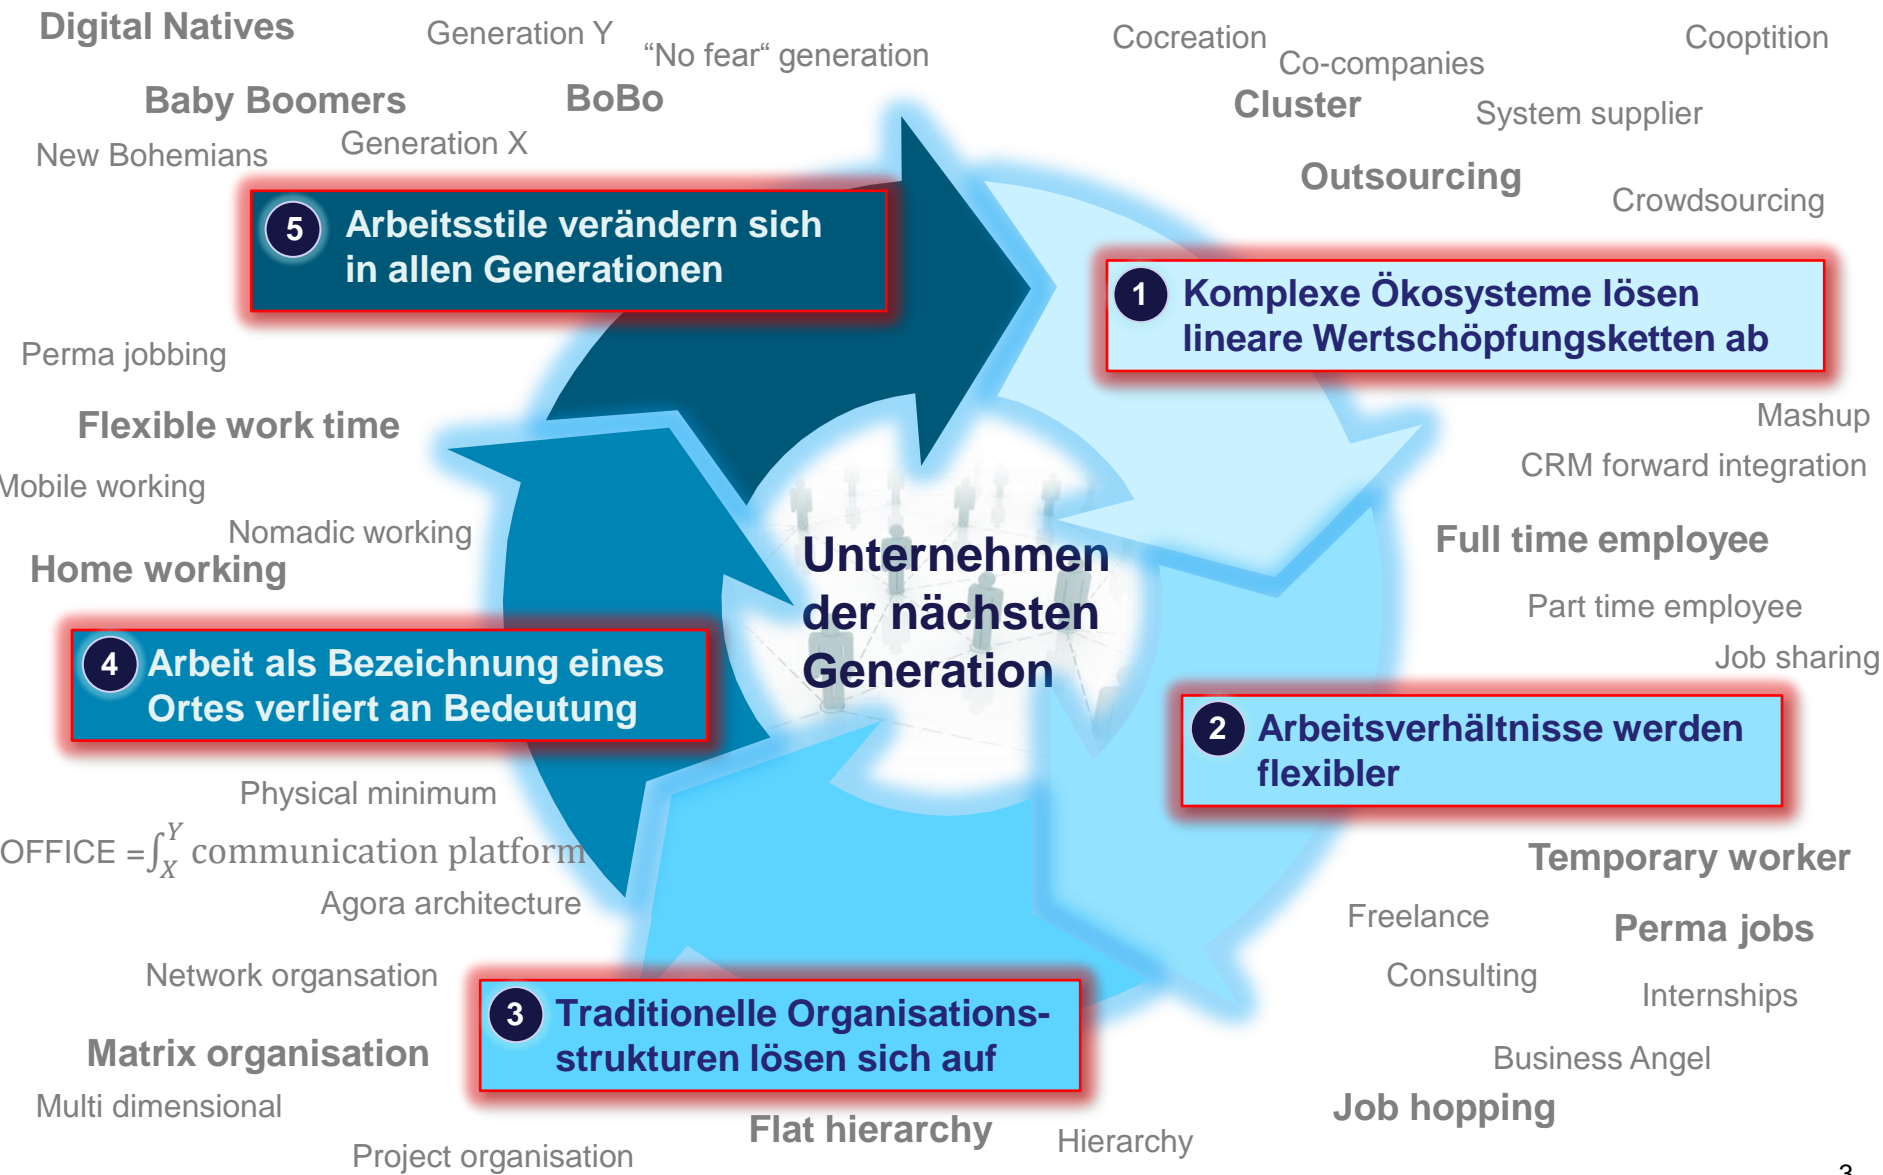 Digital Natives
Generation Y
“No fear“ generation
Baby Boomers
BoBo
New Bohemians
Generation X
Cocreation
Co-companies
Cooptition
Cluster
System supplier
Outsourcing
Crowdsourcing
5 Arbeitsstile verändern sich
in allen Generationen
1 Komplexe Ökosysteme lösen
lineare Wertschöpfungsketten ab
Perma jobbing
Flexible work time
Mobile working
Nomadic working
Home working
Mashup
CRM forward integration
Full time employee
Part time employee
Job sharing
Unternehmen
der nächsten
Generation
4 Arbeit als Bezeichnung eines
Ortes verliert an Bedeutung
2 Arbeitsverhältnisse werden
flexibler
Physical minimum
OFFICE =∫_X^Y communication platform
Agora architecture
Temporary worker
Freelance
Perma jobs
Consulting
Internships
Business Angel
Job hopping
Network organsation
3 Traditionelle Organisations-
strukturen lösen sich auf
Matrix organisation
Multi dimensional
Project organisation
Flat hierarchy
Hierarchy
3